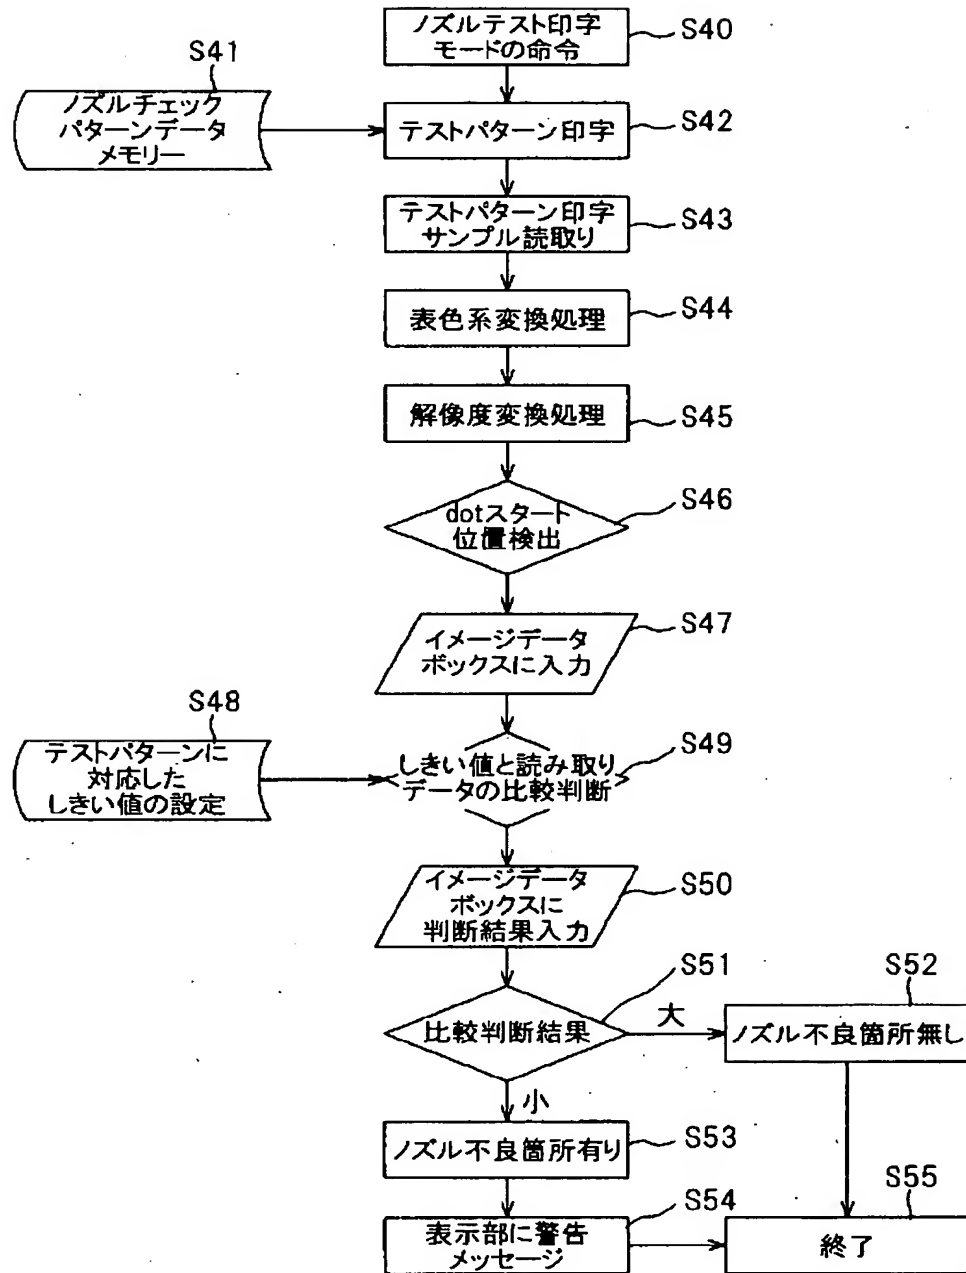 ノズルテスト印字
モードの命令
S40
S41
ノズルチェック
パターンデータ
メモリー
テストパターン印字
S42
テストパターン印字
サンプル読取り
S43
表色系変換処理
S44
解像度変換処理
S45
dotスタート
位置検出
S46
イメージデータ
ボックスに入力
S47
S48
テストパターンに
対応した
しきい値の設定
しきい値と読み取り
データの比較判断
S49
イメージデータ
ボックスに
判断結果入力
S50
比較判断結果
S51
大
S52
ノズル不良箇所無し
小
ノズル不良箇所有り
S53
表示部に警告
メッセージ
S54
S55
終了